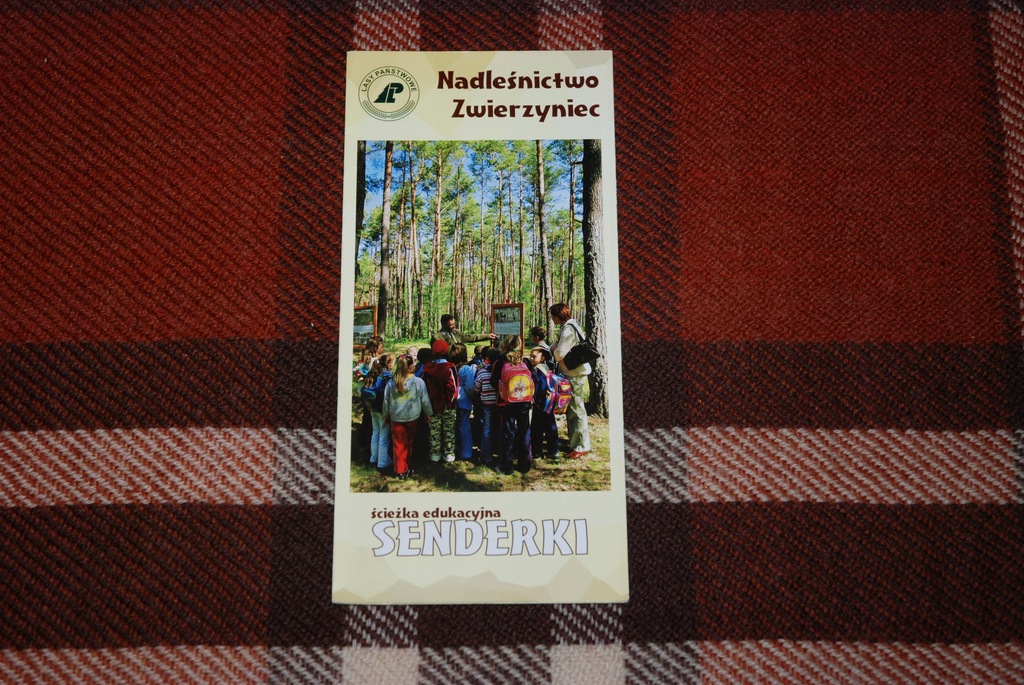 LASY PAŃSTWOWE
Nadleśnictwo
Zwierzyniec
ścieżka edukacyjna
SENDERKI